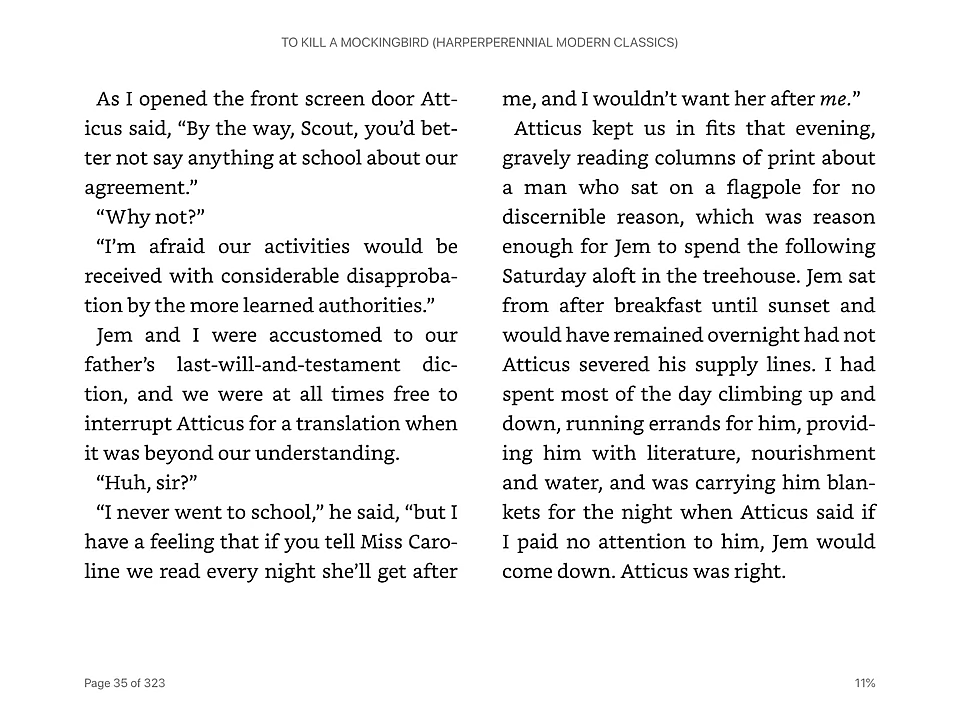 TO KILL A MOCKINGBIRD (HARPERPERENNIAL MODERN CLASSICS)
As I opened the front screen door Att-
icus said, “By the way, Scout, you’d bet-
ter not say anything at school about our
agreement.”
“Why not?”
“I’m afraid our activities would be
received with considerable disapproba-
tion by the more learned authorities.”
Jem and I were accustomed to our
father’s last-will-and-testament dic-
tion, and we were at all times free to
interrupt Atticus for a translation when
it was beyond our understanding.
“Huh, sir?”
“I never went to school,” he said, “but I
have a feeling that if you tell Miss Caro-
line we read every night she’ll get after
me, and I wouldn’t want her after me.”
Atticus kept us in fits that evening,
gravely reading columns of print about
a man who sat on a flagpole for no
discernible reason, which was reason
enough for Jem to spend the following
Saturday aloft in the treehouse. Jem sat
from after breakfast until sunset and
would have remained overnight had not
Atticus severed his supply lines. I had
spent most of the day climbing up and
down, running errands for him, provid-
ing him with literature, nourishment
and water, and was carrying him blan-
kets for the night when Atticus said if
I paid no attention to him, Jem would
come down. Atticus was right.
Page 35 of 323
11%